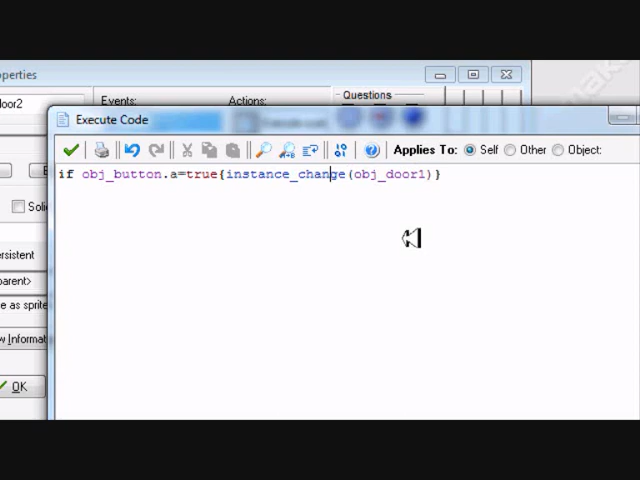 operties
Questions
oor2
Events:
Actions:
Execute Code
Applies To: Self Other Object:
if obj_button.a=true{instance_change(obj_door1)}
Soli
ersistent
parent>
e as sprite
w Informat
OK